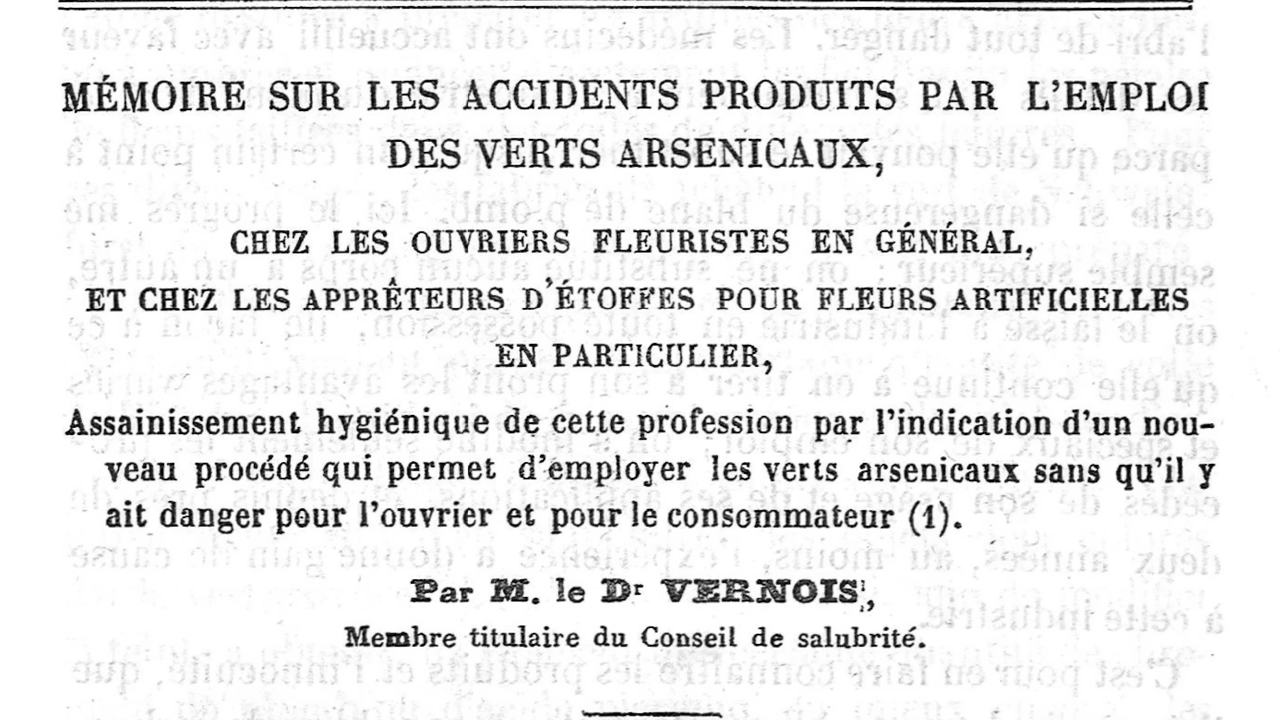 MÉMOIRE SUR LES ACCIDENTS PRODUITS PAR L'EMPLOI
DES VERTS ARSENICAUX,
CHEZ LES OUVRIERS FLEURISTES EN GÉNÉRAL,
ET CHEZ LES APPRÊTEURS D'ÉTOFFES POUR FLEURS ARTIFICIELLES
EN PARTICULIER,
Assainissement hygiénique de cette profession par l'indication d'un nou-
veau procédé qui permet d'employer les verts arsenicaux sans qu'il y
ait danger pour l'ouvrier et pour le consommateur (1).
Par M. le Dr VERNOIS,
Membre titulaire du Conseil de salubrité.